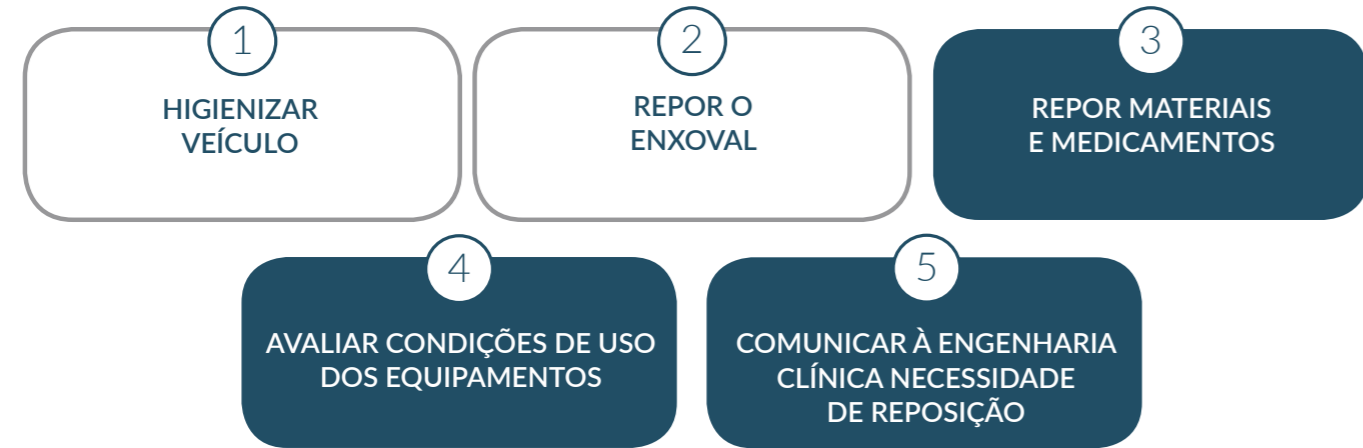 1
HIGIENIZAR
VEÍCULO
2
REPOR O
ENXOVAL
3
REPOR MATERIAIS
E MEDICAMENTOS
4
AVALIAR CONDIÇÕES DE USO
DOS EQUIPAMENTOS
5
COMUNICAR À ENGENHARIA
CLÍNICA NECESSIDADE
DE REPOSIÇÃO